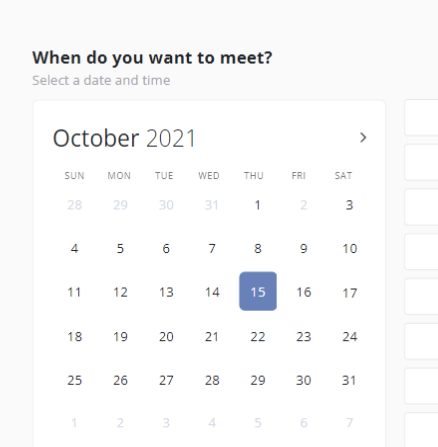 When do you want to meet?
Select a date and time
October 2021
SUN MON TUE WED THU FRI SAT
28 29 30 31 1 2 3
4 5 6 7 8 9 10
11 12 13 14 15 16 17
18 19 20 21 22 23 24
25 26 27 28 29 30 31
1 2 3 4 5 6 7